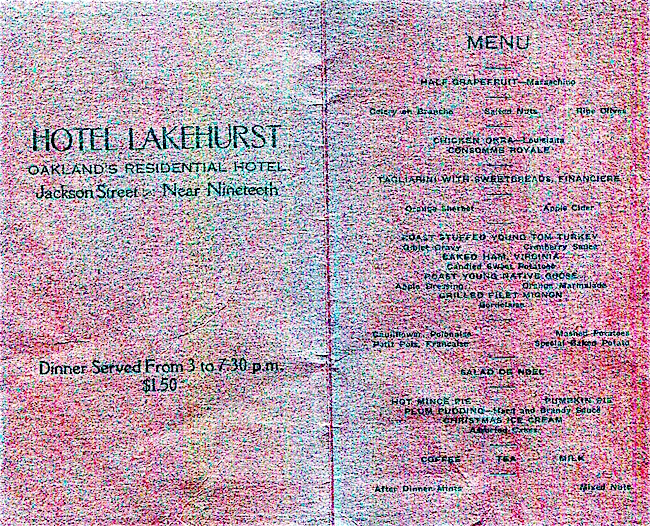 HOTEL LAKEHURST
OAKLAND'S RESIDENTIAL HOTEL
Jackson Street Near Nineteeth
Dinner Served From 3 to 7:30 p.m.
$1.50
MENU
HALF GRAPEFRUIT—Maraschino
Celery en Branche Salted Nuts Ripe Olives
CHICKEN OKRA—Louisiana
CONSOMME ROYALE
TAGLIARINI WITH SWEETBREADS, FINANCIERE
Orange Sherbet Apple Cider
ROAST STUFFED YOUNG TOM TURKEY
Giblet Gravy Cranberry Sauce
BAKED HAM, VIRGINIA
Candied Sweet Potatoes
ROAST YOUNG NATIVE GOOSE
Apple Dressing Orange Marmalade
GRILLED FILET MIGNON
Bernelaise
Cauliflower, Polonaise Mashed Potatoes
Petit Pois, Francaise Special Baked Potato
SALAD DE NOEL
HOT MINCE PIE PUMPKIN PIE
PLUM PUDDING—Hard and Brandy Sauce
CHRISTMAS ICE CREAM
Assorted Cakes
COFFEE TEA MILK
After Dinner Mints Mixed Nuts